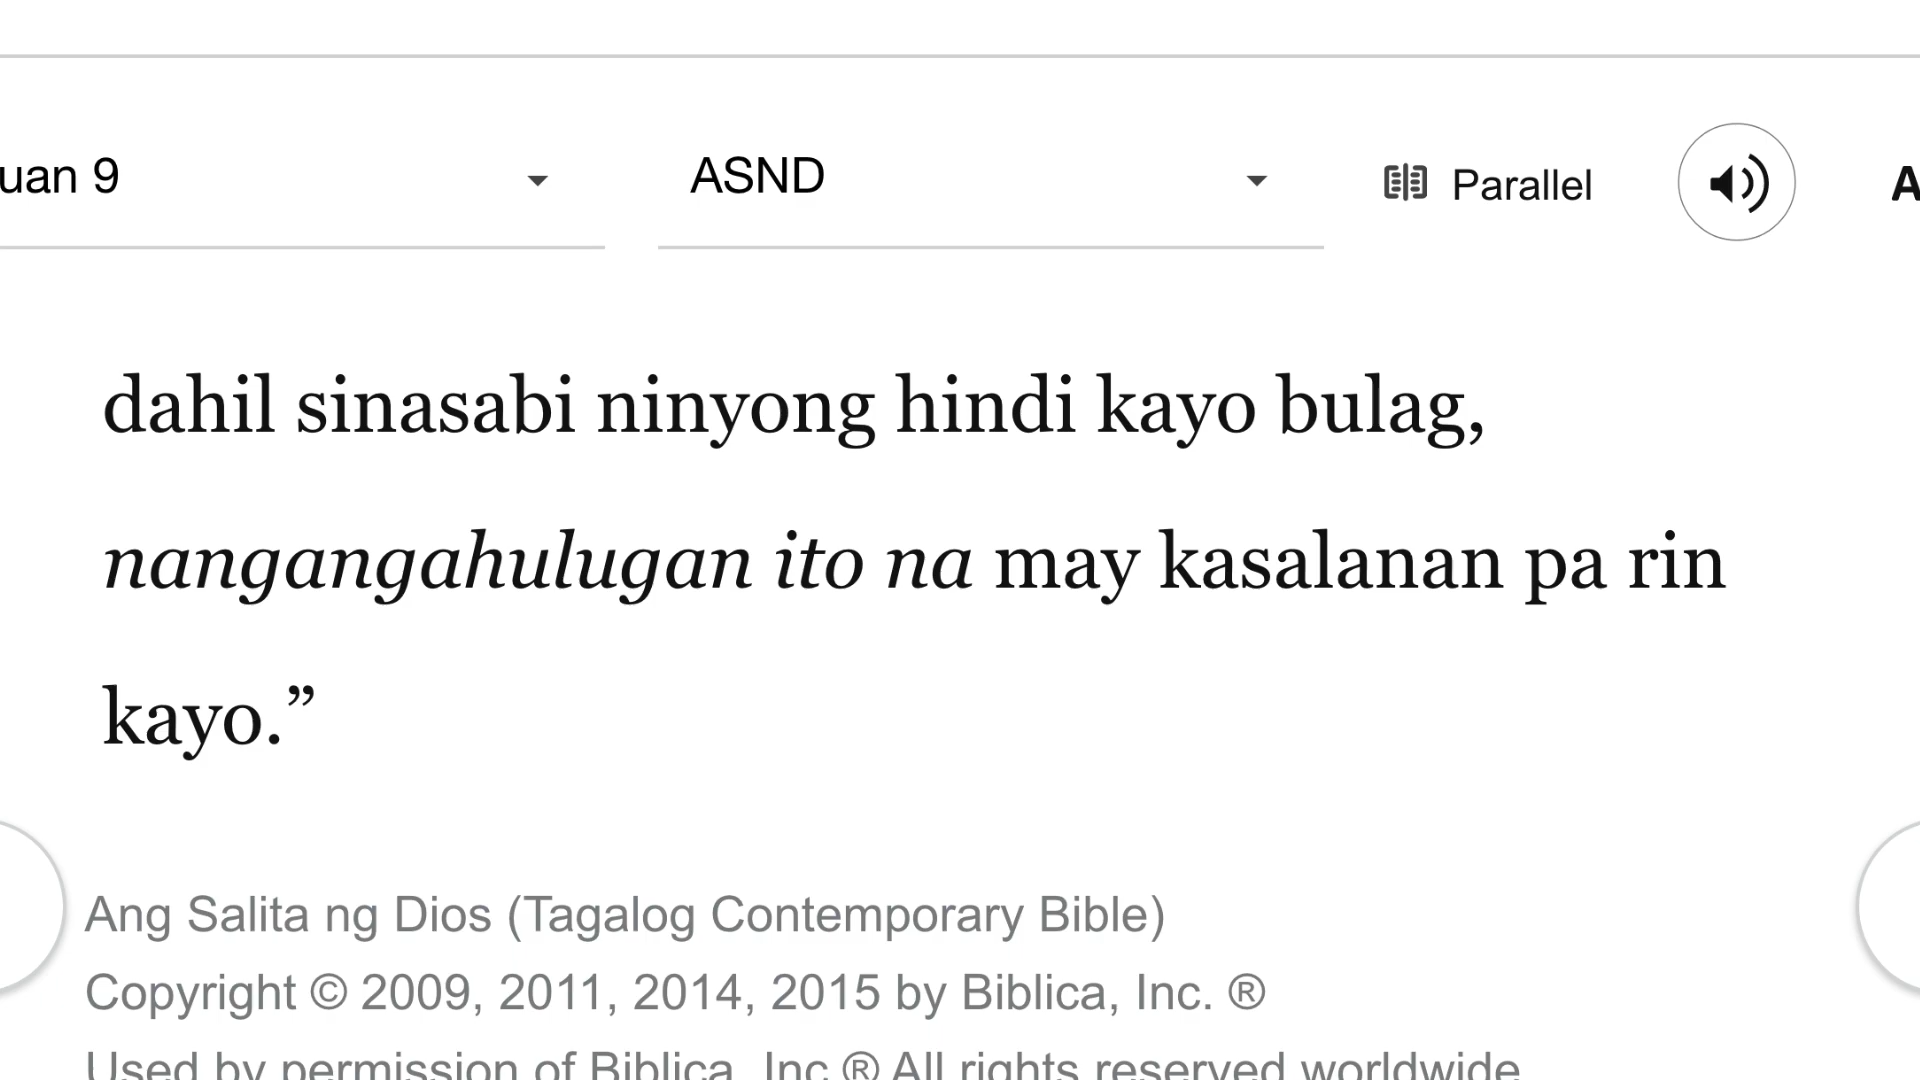 uan 9
ASND
Parallel
A
dahil sinasabi ninyong hindi kayo bulag,
nangangahulugan ito na may kasalanan pa rin
kayo.”
Ang Salita ng Dios (Tagalog Contemporary Bible)
Copyright © 2009, 2011, 2014, 2015 by Biblica, Inc. ®
Used by permission of Biblica, Inc.® All rights reserved worldwide